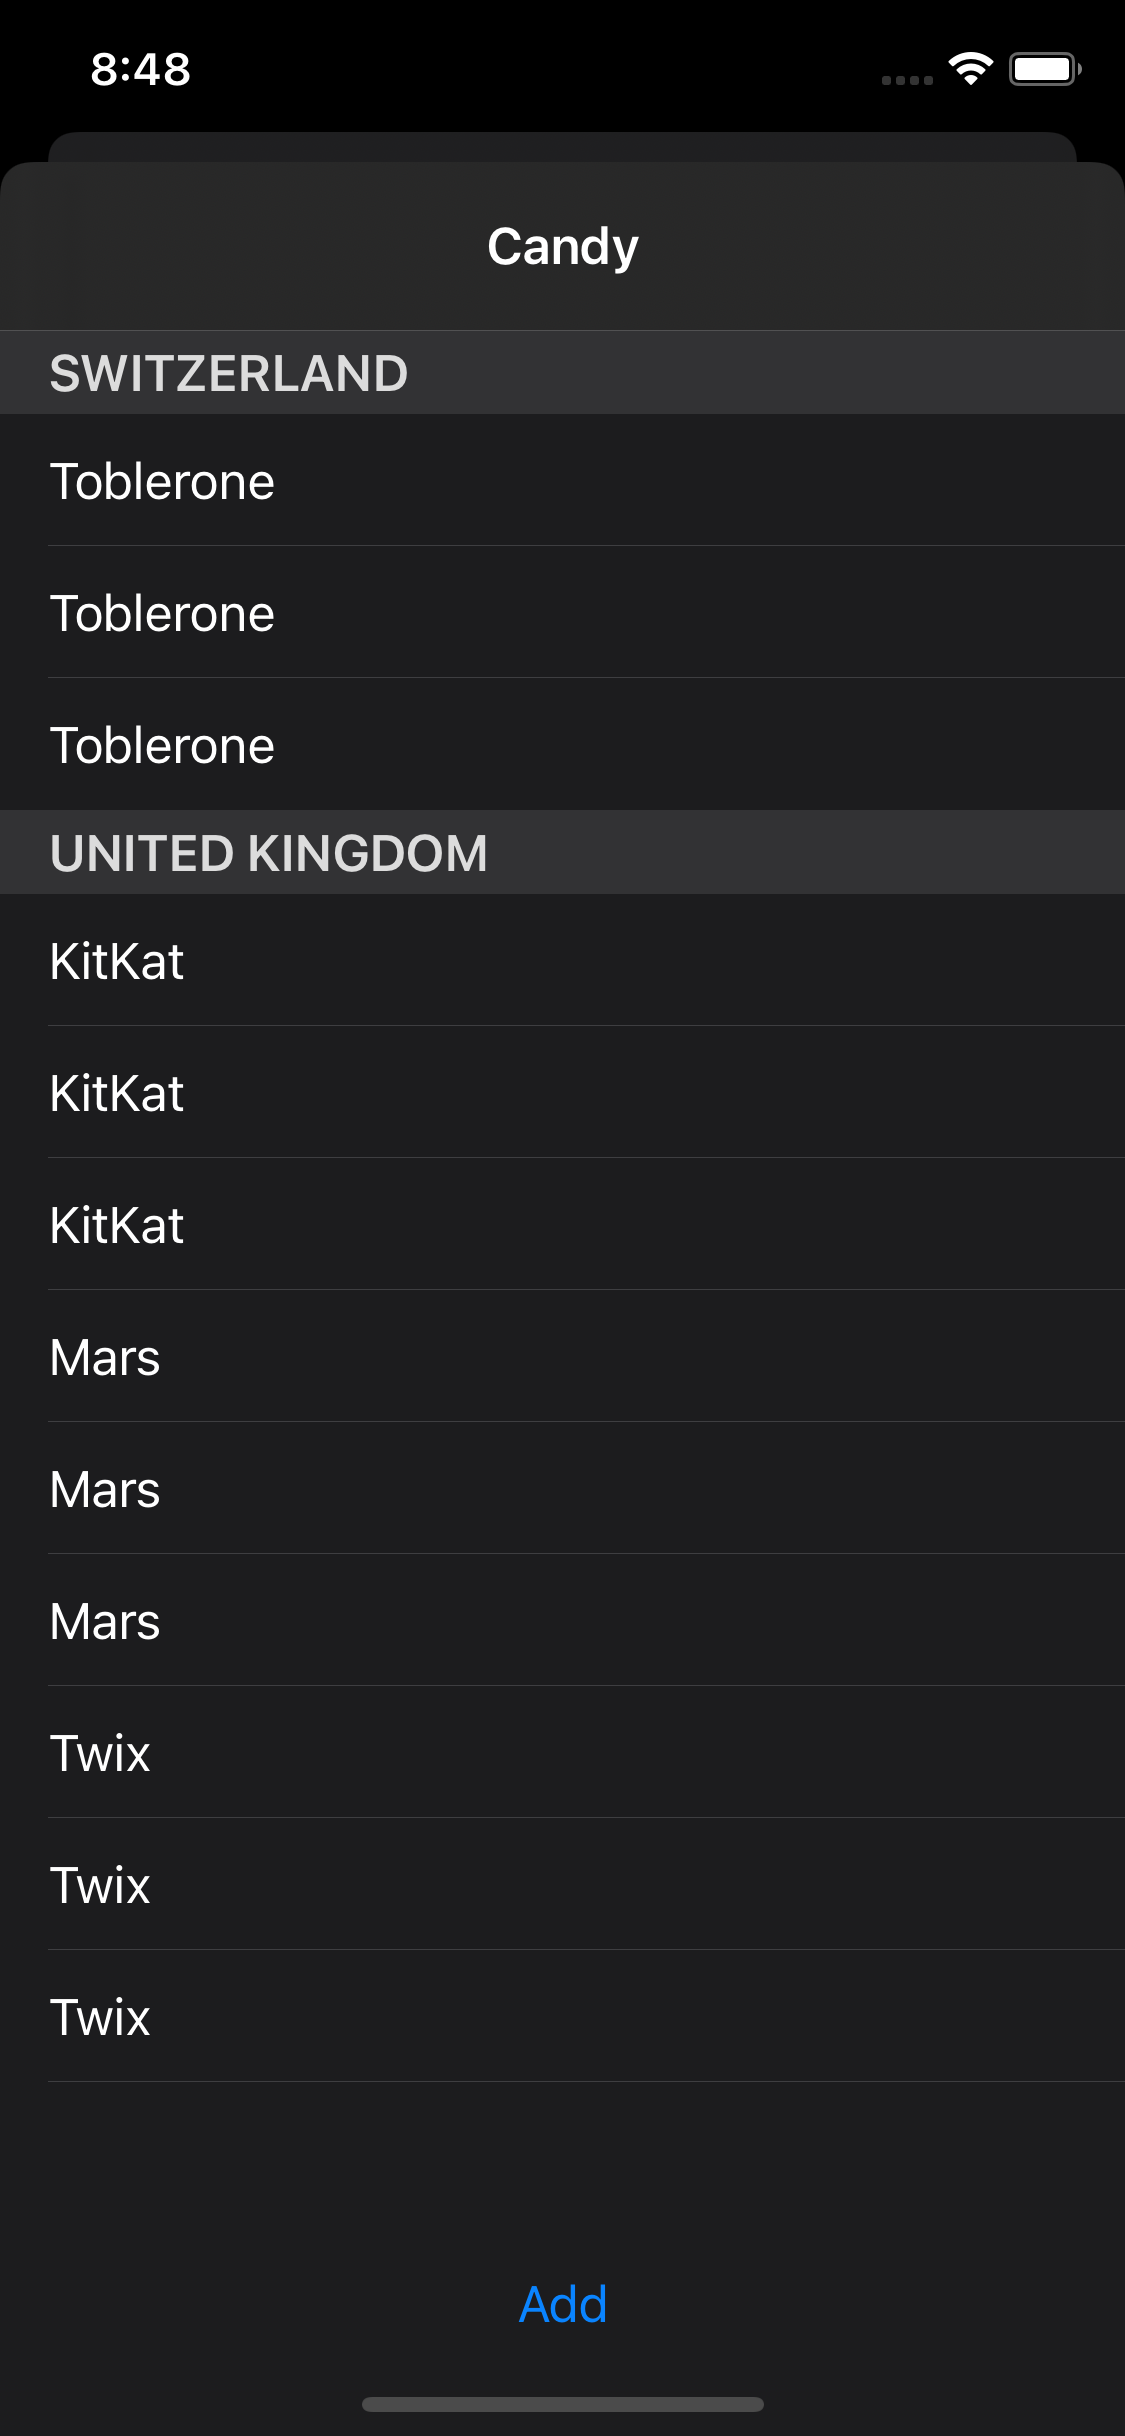 8:48
Candy
SWITZERLAND
Toblerone
Toblerone
Toblerone
UNITED KINGDOM
KitKat
KitKat
KitKat
Mars
Mars
Mars
Twix
Twix
Twix
Add